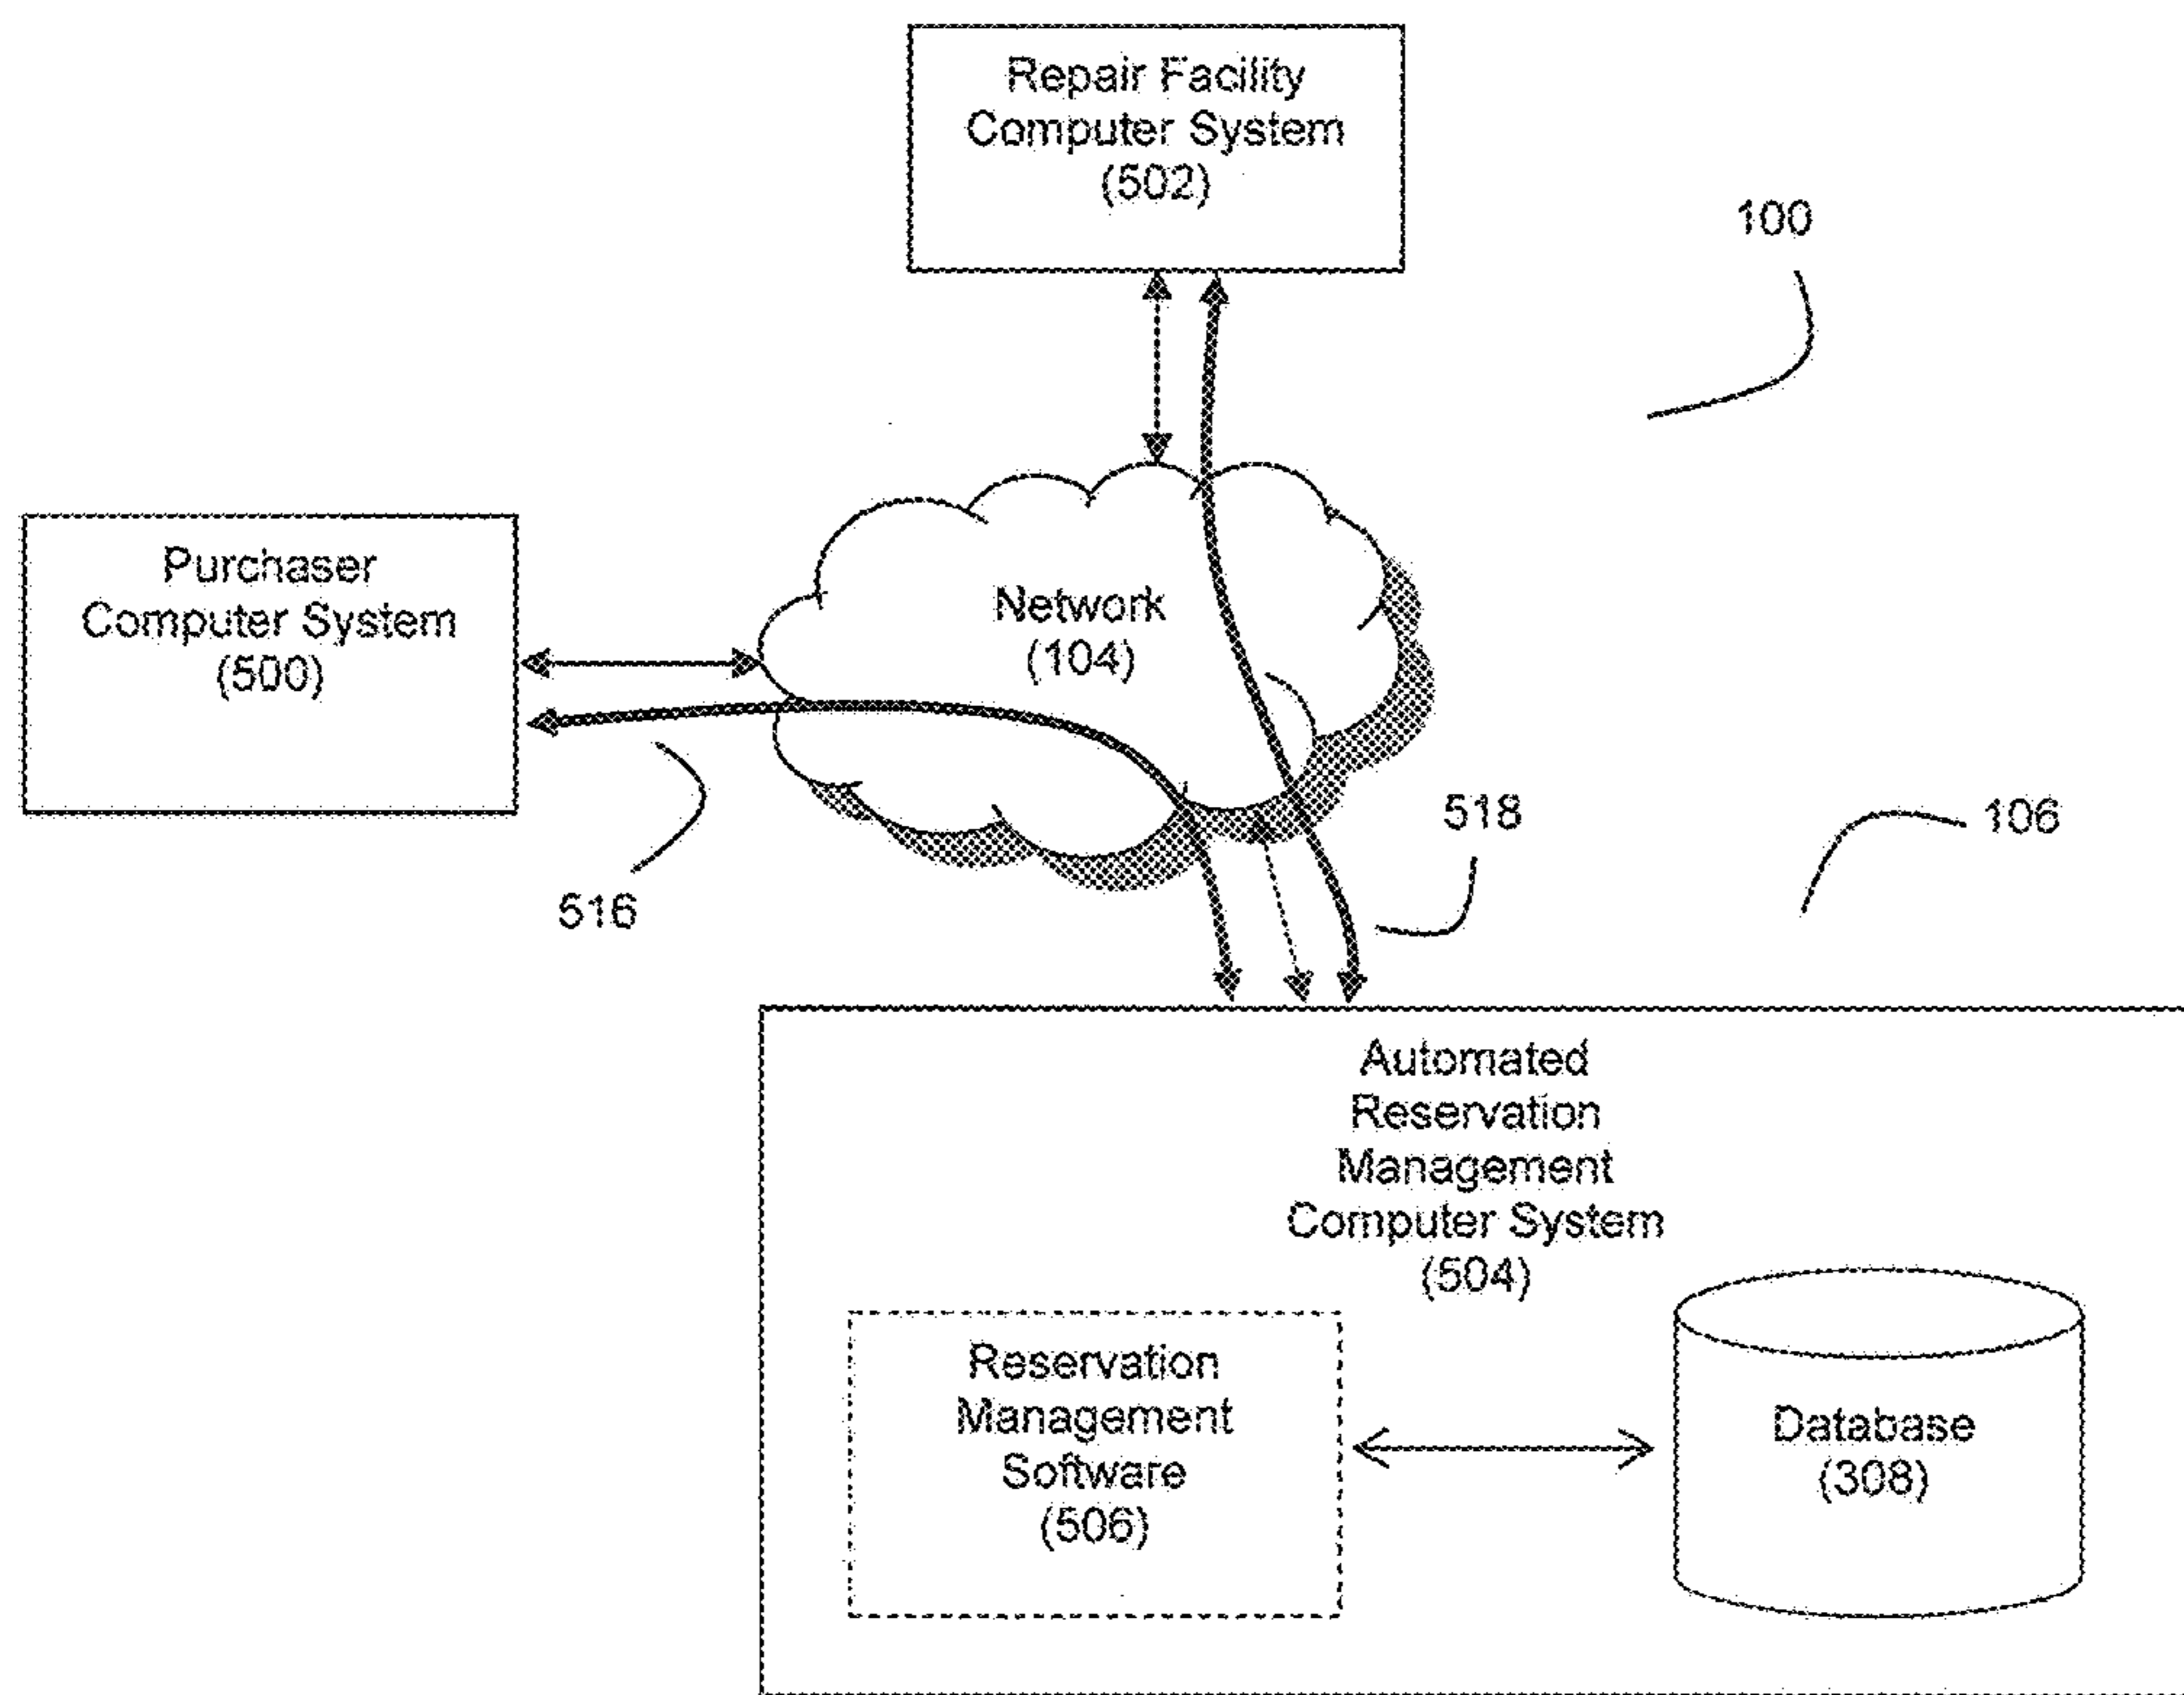 Repair Facility
Computer System
(502)
100
Purchaser
Computer System
(500)
Network
(104)
518
106
516
Automated
Reservation
Management
Computer System
(504)
Reservation
Management
Software
(506)
Database
(308)